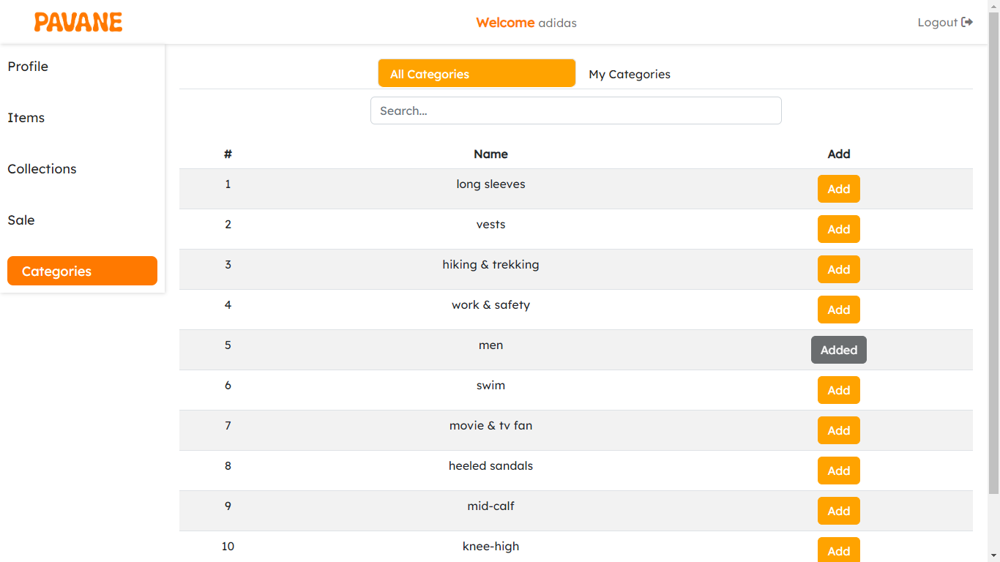 PAVANE
Welcome adidas
Logout
Profile
Items
Collections
Sale
Categories
All Categories
My Categories
Search...
# Name Add
1 long sleeves Add
2 vests Add
3 hiking & trekking Add
4 work & safety Add
5 men Added
6 swim Add
7 movie & tv fan Add
8 heeled sandals Add
9 mid-calf Add
10 knee-high Add